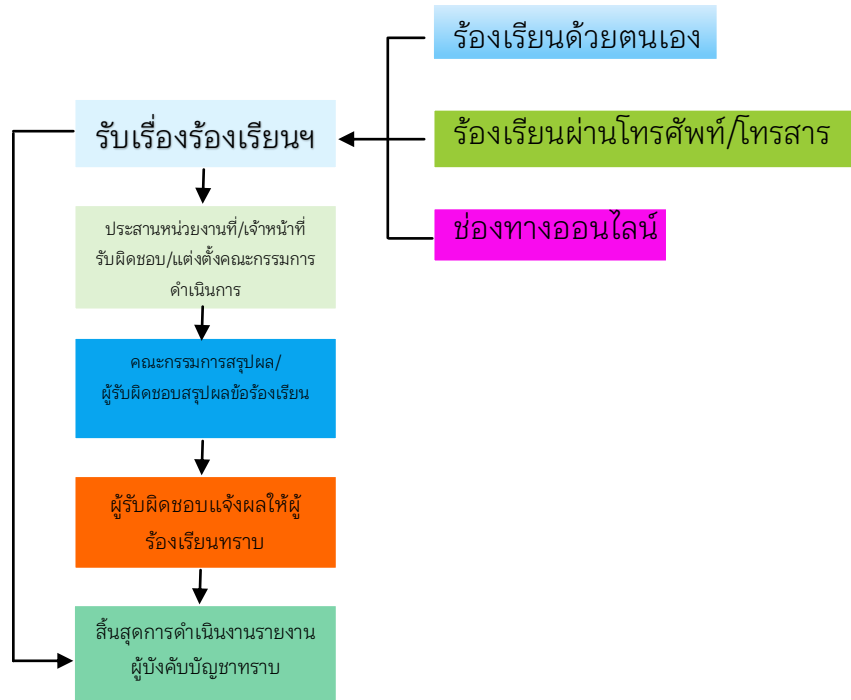 ร้องเรียนด้วยตนเอง
รับเรื่องร้องเรียนฯ
ร้องเรียนผ่านโทรศัพท์/โทรสาร
ช่องทางออนไลน์
ประสานหน่วยงานที่/เจ้าหน้าที่
รับผิดชอบ/แต่งตั้งคณะกรรมการ
ดำเนินการ
คณะกรรมการสรุปผล/
ผู้รับผิดชอบสรุปผลข้อร้องเรียน
ผู้รับผิดชอบแจ้งผลให้ผู้
ร้องเรียนทราบ
สิ้นสุดการดำเนินงานรายงาน
ผู้บังคับบัญชาทราบ